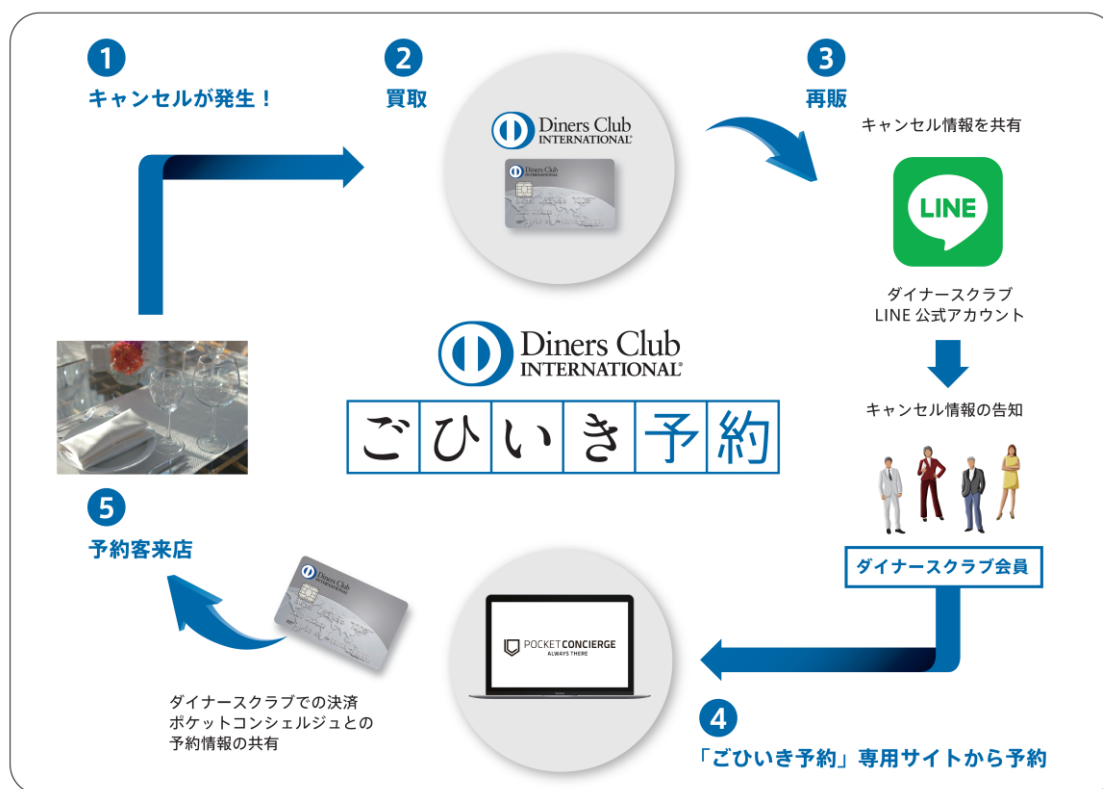 1
キャンセルが発生！
2
買取
Diners Club
INTERNATIONAL®
Diners Club
INTERNATIONAL
3
再販
キャンセル情報を共有
LINE
ダイナースクラブ
LINE 公式アカウント
キャンセル情報の告知
ダイナースクラブ会員
Diners Club
INTERNATIONAL®
ごひいき予約
4
「ごひいき予約」専用サイトから予約
POCKET CONCIERGE
ALWAYS THERE
Diners Club
INTERNATIONAL
ダイナースクラブでの決済
ポケットコンシェルジュとの
予約情報の共有
5
予約客来店